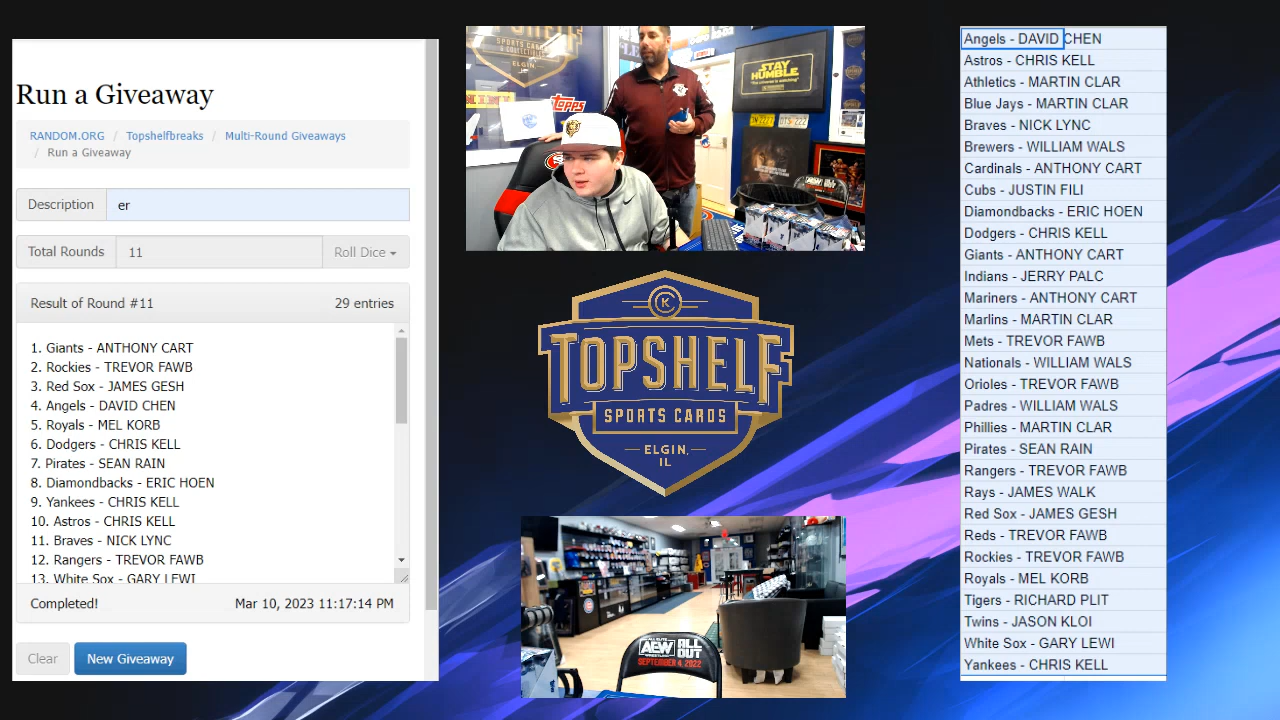 Run a Giveaway
RANDOM.ORG / Topshelfbreaks / Multi-Round Giveaways
/ Run a Giveaway
Description er
Total Rounds 11 Roll Dice
Result of Round #11 29 entries
1. Giants - ANTHONY CART
2. Rockies - TREVOR FAWB
3. Red Sox - JAMES GESH
4. Angels - DAVID CHEN
5. Royals - MEL KORB
6. Dodgers - CHRIS KELL
7. Pirates - SEAN RAIN
8. Diamondbacks - ERIC HOEN
9. Yankees - CHRIS KELL
10. Astros - CHRIS KELL
11. Braves - NICK LYNC
12. Rangers - TREVOR FAWB
13. White Sox - GARY LEWI
Completed! Mar 10, 2023 11:17:14 PM
Clear New Giveaway
SPORTS CARDS
ELGIN
topps
STAY
HUMBLE
K
TOPSHELF
SPORTS CARDS
ELGIN,
IL
AEW ALL
OUT
SEPTEMBER 4, 2022
Angels - DAVID CHEN
Astros - CHRIS KELL
Athletics - MARTIN CLAR
Blue Jays - MARTIN CLAR
Braves - NICK LYNC
Brewers - WILLIAM WALS
Cardinals - ANTHONY CART
Cubs - JUSTIN FILI
Diamondbacks - ERIC HOEN
Dodgers - CHRIS KELL
Giants - ANTHONY CART
Indians - JERRY PALC
Mariners - ANTHONY CART
Marlins - MARTIN CLAR
Mets - TREVOR FAWB
Nationals - WILLIAM WALS
Orioles - TREVOR FAWB
Padres - WILLIAM WALS
Phillies - MARTIN CLAR
Pirates - SEAN RAIN
Rangers - TREVOR FAWB
Rays - JAMES WALK
Red Sox - JAMES GESH
Reds - TREVOR FAWB
Rockies - TREVOR FAWB
Royals - MEL KORB
Tigers - RICHARD PLIT
Twins - JASON KLOI
White Sox - GARY LEWI
Yankees - CHRIS KELL